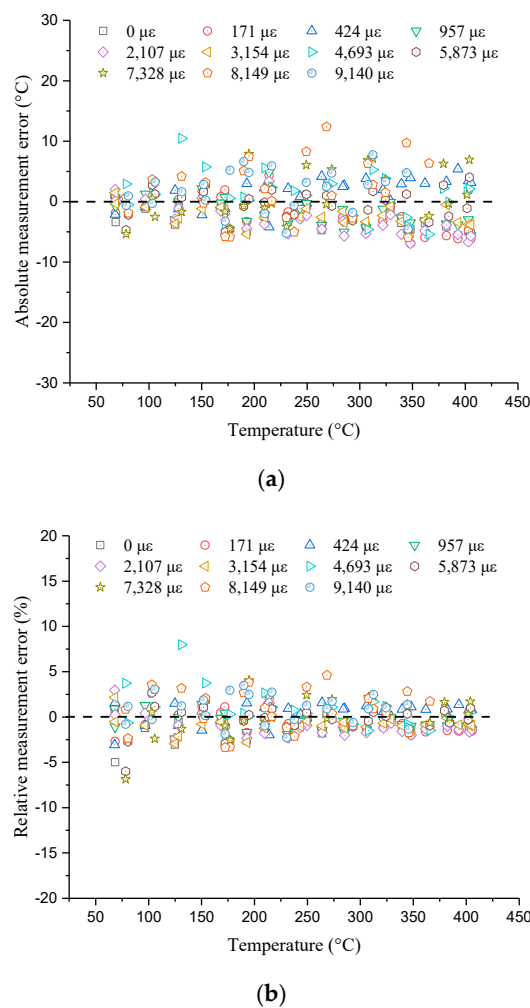 30
20
10
0
-10
-20
-30
Absolute measurement error (°C)
0 με 171 με 424 με 957 με
2,107 με 3,154 με 4,693 με 5,873 με
7,328 με 8,149 με 9,140 με
50 100 150 200 250 300 350 400 450
Temperature (°C)
(a)
20
15
10
5
0
-5
-10
-15
-20
Relative measurement error (%)
0 με 171 με 424 με 957 με
2,107 με 3,154 με 4,693 με 5,873 με
7,328 με 8,149 με 9,140 με
50 100 150 200 250 300 350 400 450
Temperature (°C)
(b)